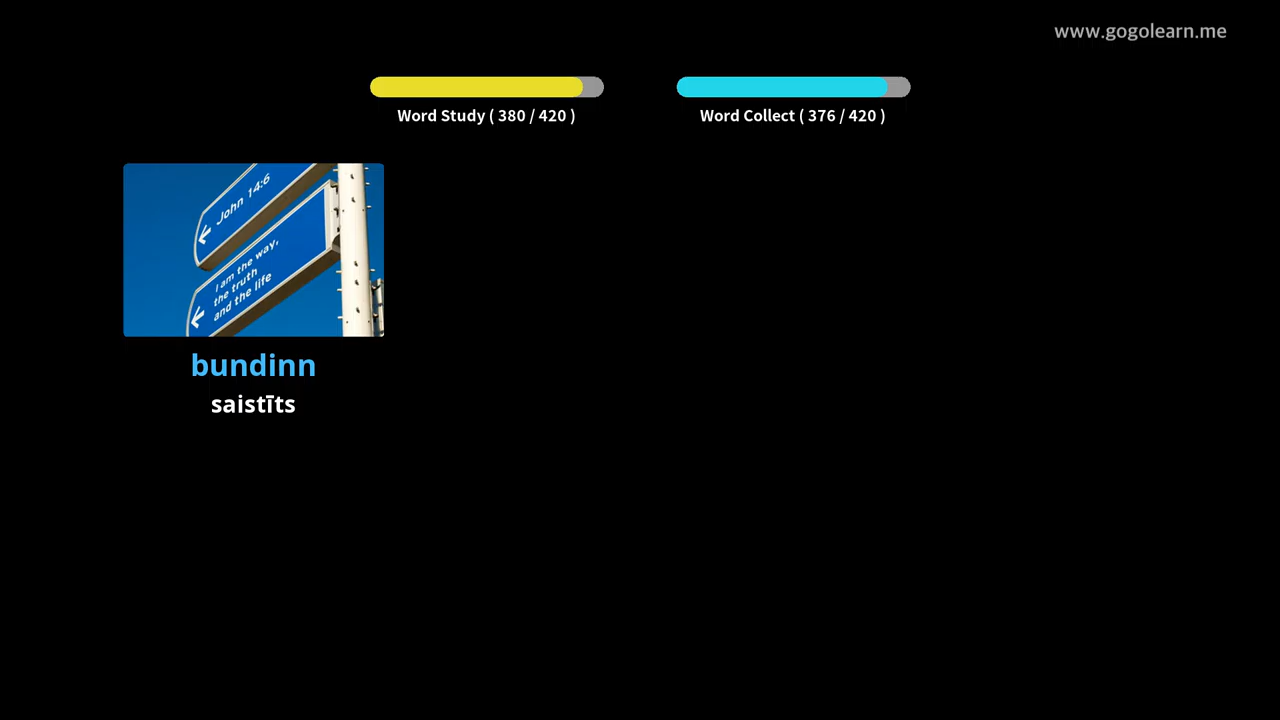 www.gogolearn.me
Word Study ( 380 / 420 )
Word Collect ( 376 / 420 )
John 14:6
I am the way,
the truth
and the life
bundinn
saistīts